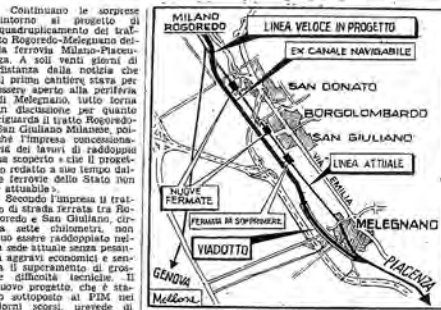 Continuano le sorprese
intorno al progetto di
quadruplicamento del trat-
to Rogoredo-Melegnano del-
la ferrovia Milano-Piacen-
za. A soli venti giorni di
distanza dalla notizia che
il primo cantiere stava per
essere aperto alla periferia
di Melegnano, tutto torna
in discussione per quanto
riguarda il tratto Rogoredo-
San Giuliano Milanese, poi-
ché l'impresa concessiona-
ria dei lavori di raddoppio
ha scoperto « che il proget-
to redatto a suo tempo dal-
le ferrovie dello Stato non
è attuabile ».
Secondo l'impresa il trat-
to di strada ferrata tra Ro-
goredo e San Giuliano, cir-
ca sette chilometri, non
può essere raddoppiato nel-
la sede attuale senza pesan-
ti aggravi economici e sen-
za il superamento di gros-
se difficoltà tecniche. Il
nuovo progetto, che è sta-
to sottoposto al PIM nei
giorni scorsi, prevede di
MILANO
ROGOREDO
LINEA VELOCE IN PROGETTO
EX CANALE NAVIGABILE
SAN DONATO
BORGOLOMBARDO
SAN GIULIANO
LINEA ATTUALE
VIA EMILIA
NUOVE
FERMATE
FERMATA DA SOPPRIMERE
VIADOTTO
MELEGNANO
GENOVA
PIACENZA
Mellone